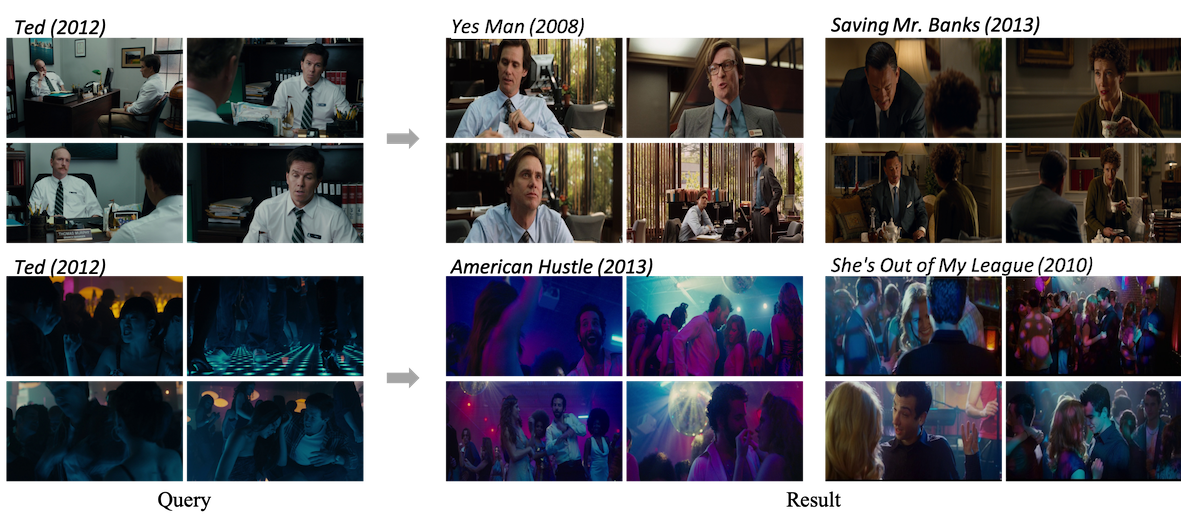 Ted (2012)
Yes Man (2008)
Saving Mr. Banks (2013)
Ted (2012)
American Hustle (2013)
She's Out of My League (2010)
Query
Result